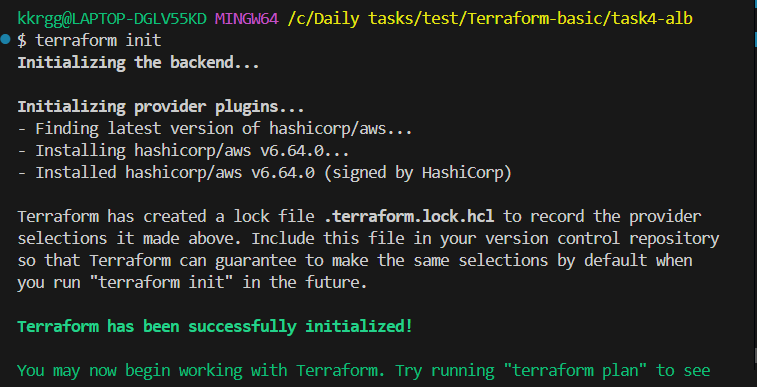 kkrgg@LAPTOP-DGLV55KD MINGW64 /c/Daily tasks/test/Terraform-basic/task4-alb
$ terraform init
Initializing the backend...
Initializing provider plugins...
- Finding latest version of hashicorp/aws...
- Installing hashicorp/aws v6.64.0...
- Installed hashicorp/aws v6.64.0 (signed by HashiCorp)
Terraform has created a lock file .terraform.lock.hcl to record the provider
selections it made above. Include this file in your version control repository
so that Terraform can guarantee to make the same selections by default when
you run "terraform init" in the future.
Terraform has been successfully initialized!
You may now begin working with Terraform. Try running "terraform plan" to see